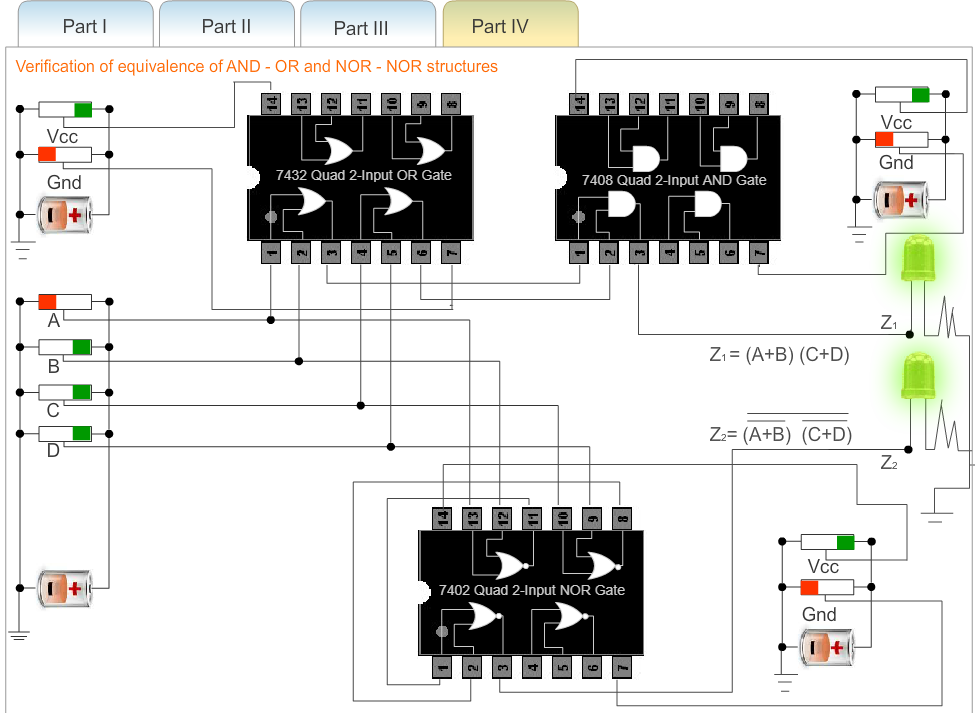 Part I
Part II
Part III
Part IV
Verification of equivalence of AND - OR and NOR - NOR structures
14 13 12 11 10 9 8
14 13 12 11 10 9 8
Vcc
Gnd
Vcc
Gnd
7432 Quad 2-Input OR Gate
7408 Quad 2-Input AND Gate
1 2 3 4 5 6 7
1 2 3 4 5 6 7
A
B
C
D
Z1
Z1 = (A+B) (C+D)
Z2= (A+B) (C+D)
Z2
14 13 12 11 10 9 8
7402 Quad 2-Input NOR Gate
1 2 3 4 5 6 7
Vcc
Gnd